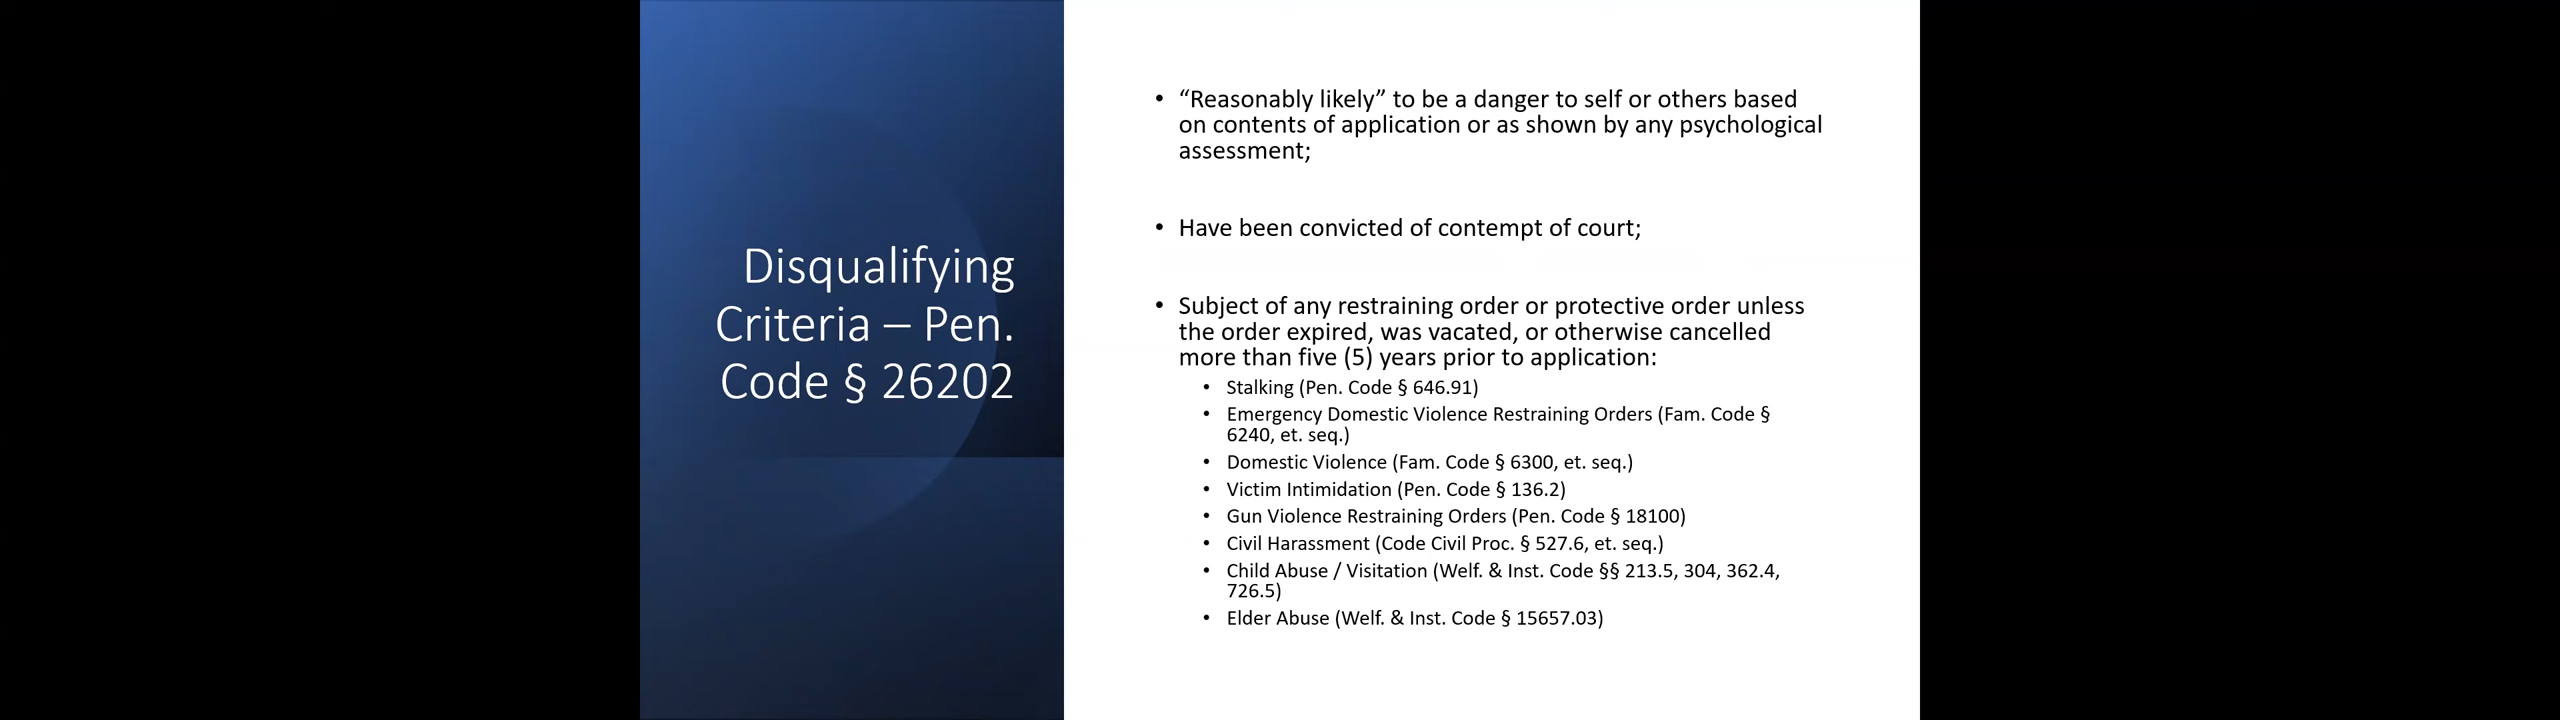 Disqualifying
Criteria – Pen.
Code § 26202
• “Reasonably likely” to be a danger to self or others based
on contents of application or as shown by any psychological
assessment;
• Have been convicted of contempt of court;
• Subject of any restraining order or protective order unless
the order expired, was vacated, or otherwise cancelled
more than five (5) years prior to application:
• Stalking (Pen. Code § 646.91)
• Emergency Domestic Violence Restraining Orders (Fam. Code §
6240, et. seq.)
• Domestic Violence (Fam. Code § 6300, et. seq.)
• Victim Intimidation (Pen. Code § 136.2)
• Gun Violence Restraining Orders (Pen. Code § 18100)
• Civil Harassment (Code Civil Proc. § 527.6, et. seq.)
• Child Abuse / Visitation (Welf. & Inst. Code §§ 213.5, 304, 362.4,
726.5)
• Elder Abuse (Welf. & Inst. Code § 15657.03)